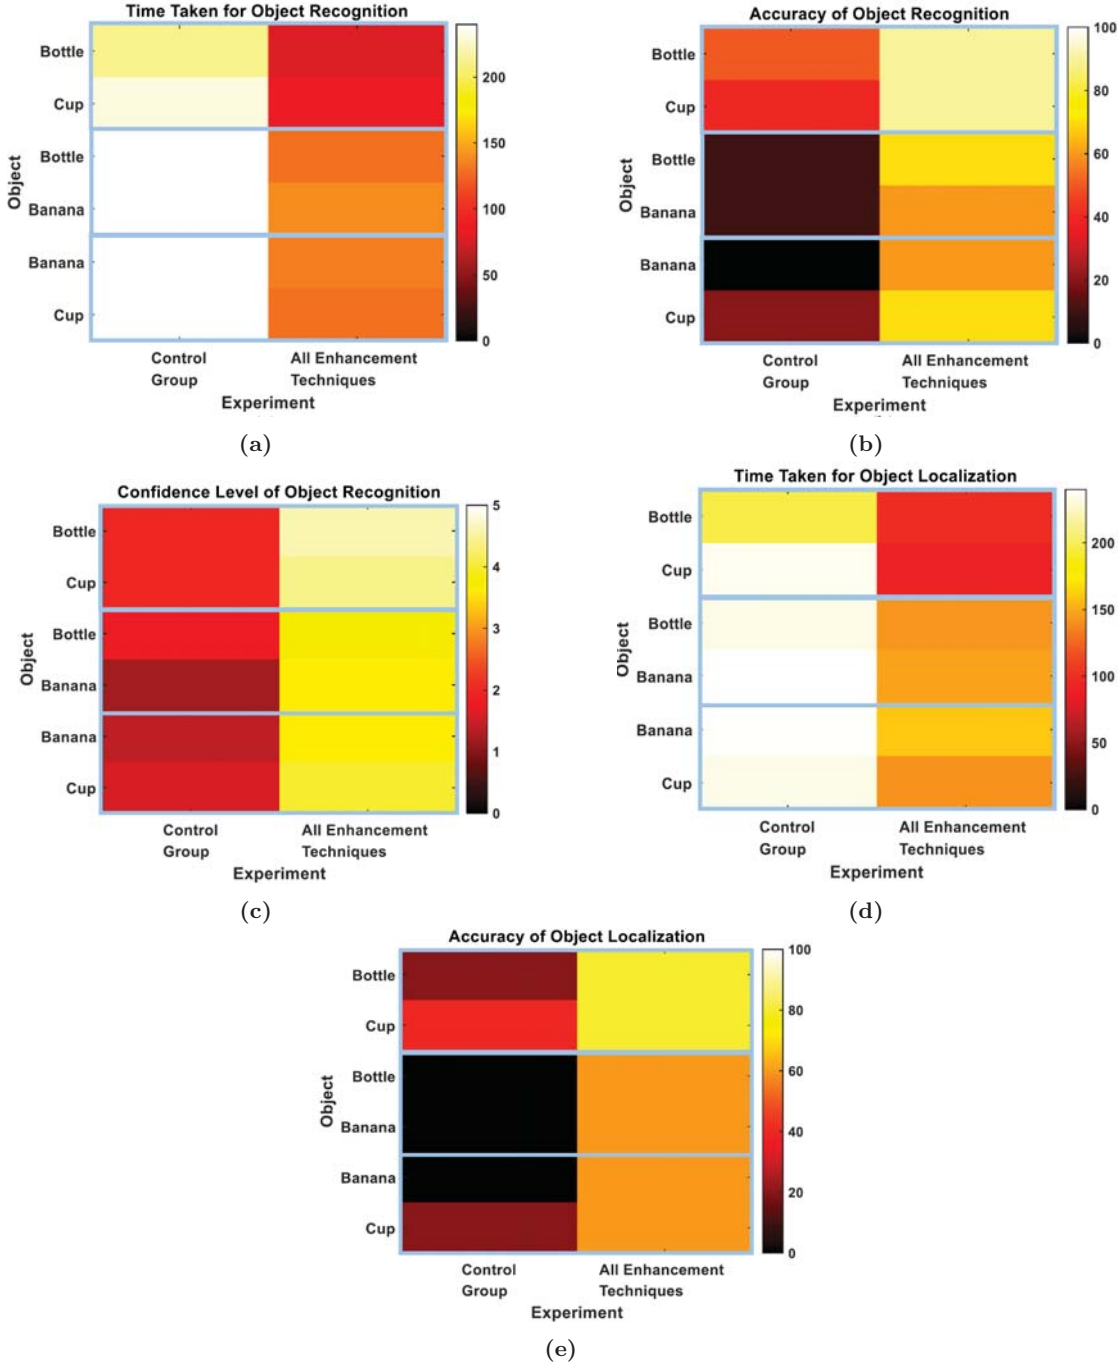 Time Taken for Object Recognition
Bottle
Cup
Bottle
Banana
Banana
Cup
Object
200
150
100
50
0
Control
Group
All Enhancement
Techniques
Experiment
(a)
Accuracy of Object Recognition
Bottle
Cup
Bottle
Banana
Banana
Cup
Object
100
80
60
40
20
0
Control
Group
All Enhancement
Techniques
Experiment
(b)
Confidence Level of Object Recognition
Bottle
Cup
Bottle
Banana
Banana
Cup
Object
5
4
3
2
1
0
Control
Group
All Enhancement
Techniques
Experiment
(c)
Time Taken for Object Localization
Bottle
Cup
Bottle
Banana
Banana
Cup
Object
200
150
100
50
0
Control
Group
All Enhancement
Techniques
Experiment
(d)
Accuracy of Object Localization
Bottle
Cup
Bottle
Banana
Banana
Cup
Object
100
80
60
40
20
0
Control
Group
All Enhancement
Techniques
Experiment
(e)